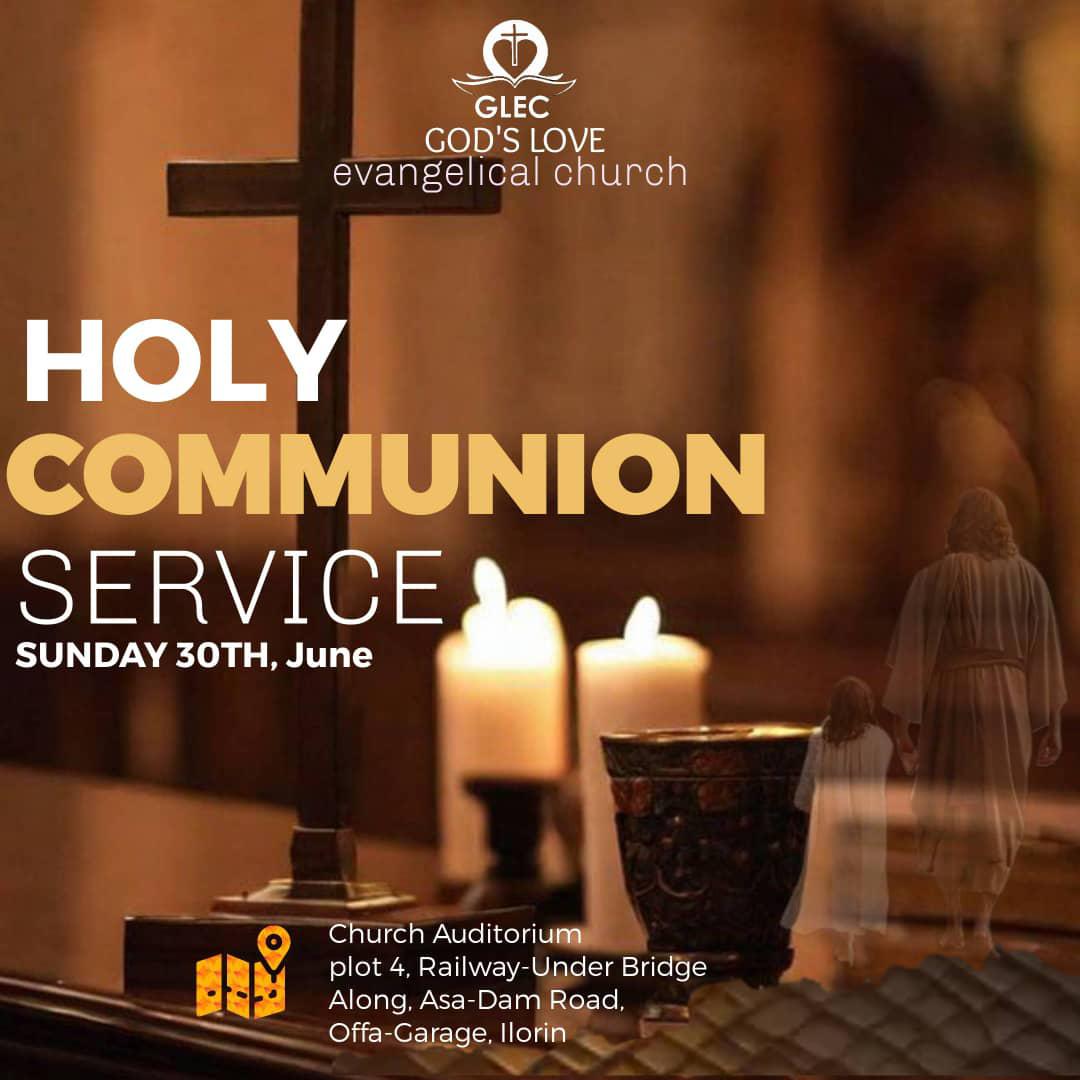 GLEC
GOD'S LOVE
evangelical church
HOLY
COMMUNION
SERVICE
SUNDAY 30TH, June
Church Auditorium
plot 4, Railway-Under Bridge
Along, Asa-Dam Road,
Offa-Garage, Ilorin